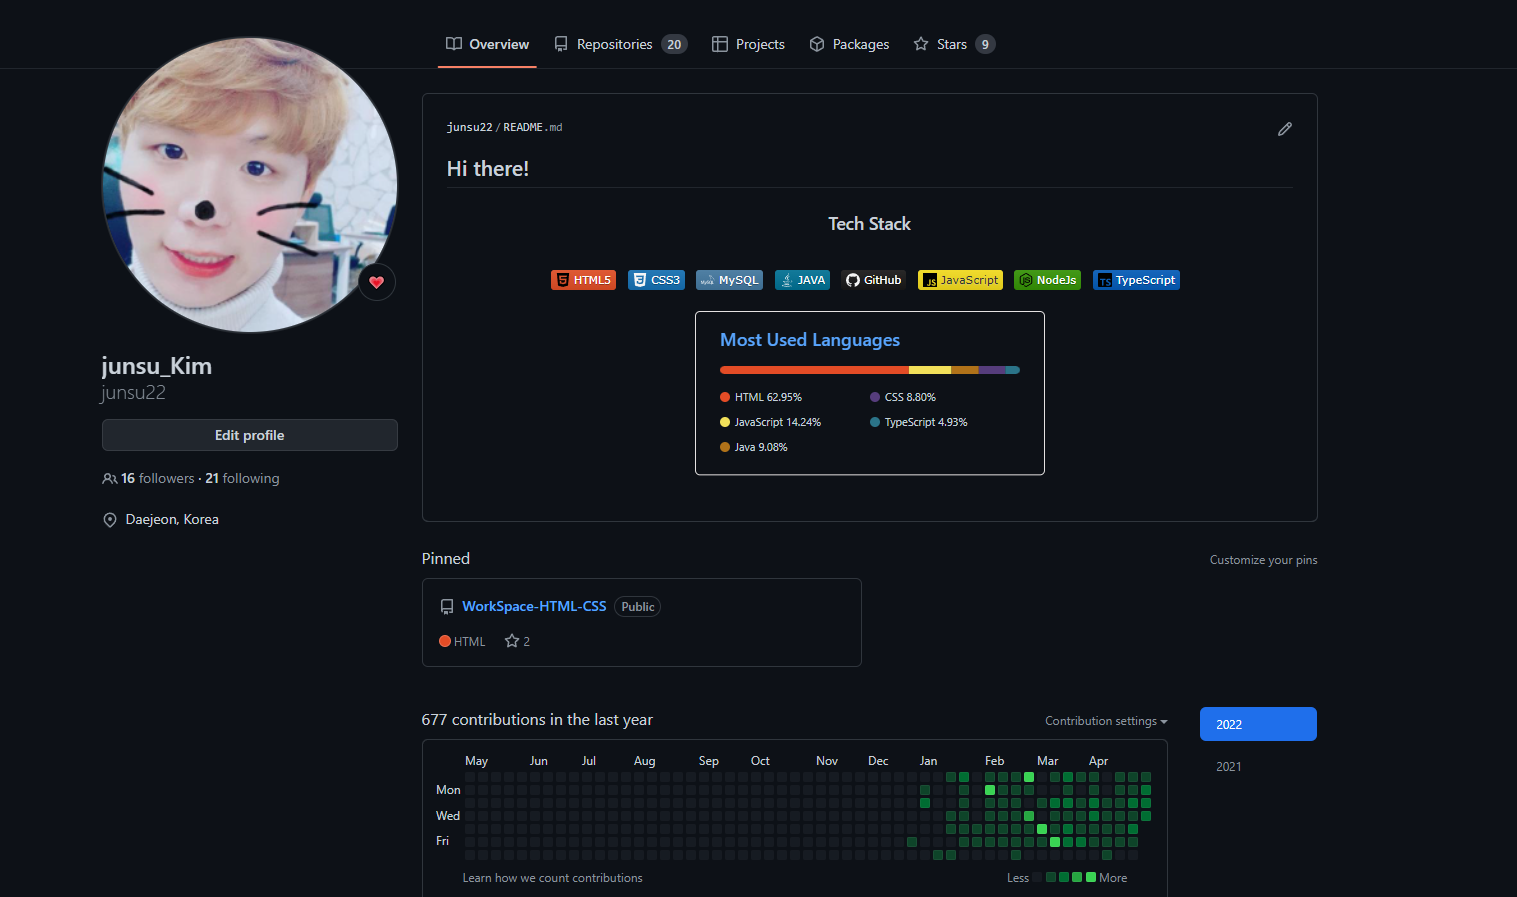 Overview Repositories 20 Projects Packages Stars 9
junsu_Kim
junsu22
Edit profile
16 followers · 21 following
Daejeon, Korea
junsu22/README.md
Hi there!
Tech Stack
HTML5 CSS3 MySQL JAVA GitHub JavaScript NodeJs TypeScript
Most Used Languages
HTML 62.95% CSS 8.80%
JavaScript 14.24% TypeScript 4.93%
Java 9.08%
Pinned Customize your pins
WorkSpace-HTML-CSS Public
HTML 2
677 contributions in the last year Contribution settings
2022
2021
May Jun Jul Aug Sep Oct Nov Dec Jan Feb Mar Apr
Mon
Wed
Fri
Learn how we count contributions Less More